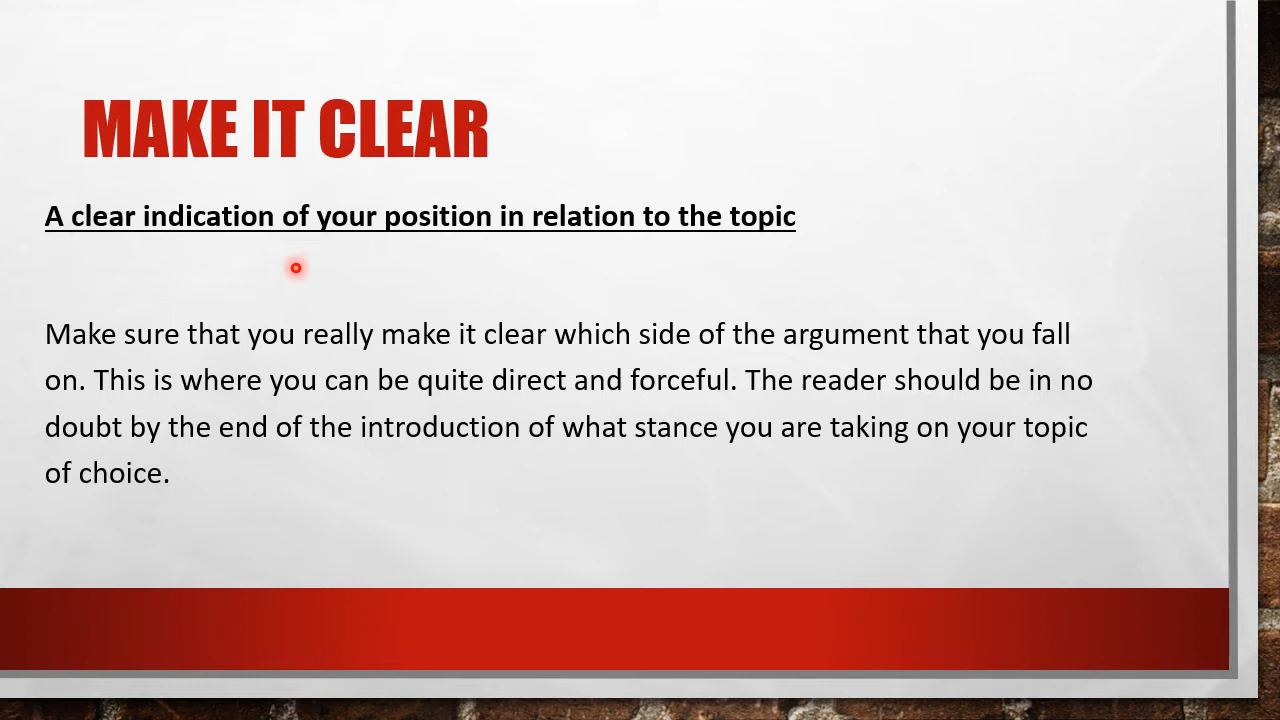 MAKE IT CLEAR
A clear indication of your position in relation to the topic
Make sure that you really make it clear which side of the argument that you fall
on. This is where you can be quite direct and forceful. The reader should be in no
doubt by the end of the introduction of what stance you are taking on your topic
of choice.